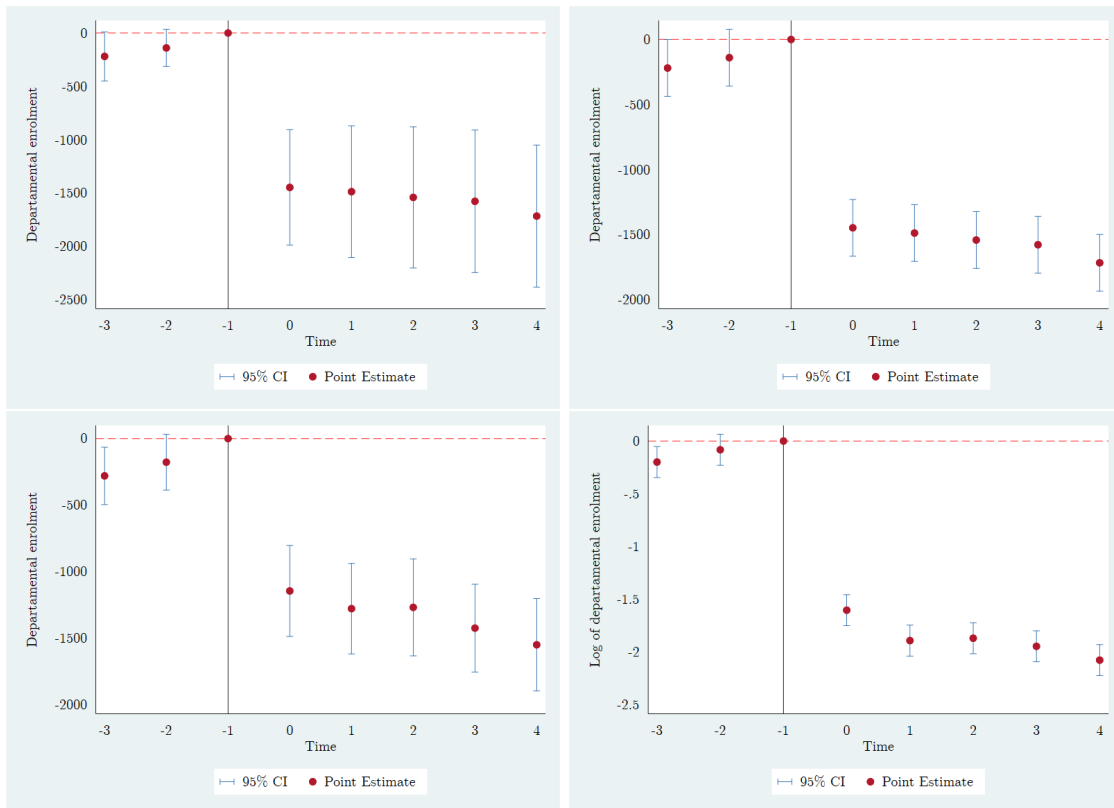 0
-500
-1000
-1500
-2000
-2500
Departamental enrolment
-3 -2 -1 0 1 2 3 4
Time
95% CI Point Estimate
0
-500
-1000
-1500
-2000
Departamental enrolment
-3 -2 -1 0 1 2 3 4
Time
95% CI Point Estimate
0
-500
-1000
-1500
-2000
Departamental enrolment
-3 -2 -1 0 1 2 3 4
Time
95% CI Point Estimate
0
-.5
-1
-1.5
-2
-2.5
Log of departamental enrolment
-3 -2 -1 0 1 2 3 4
Time
95% CI Point Estimate